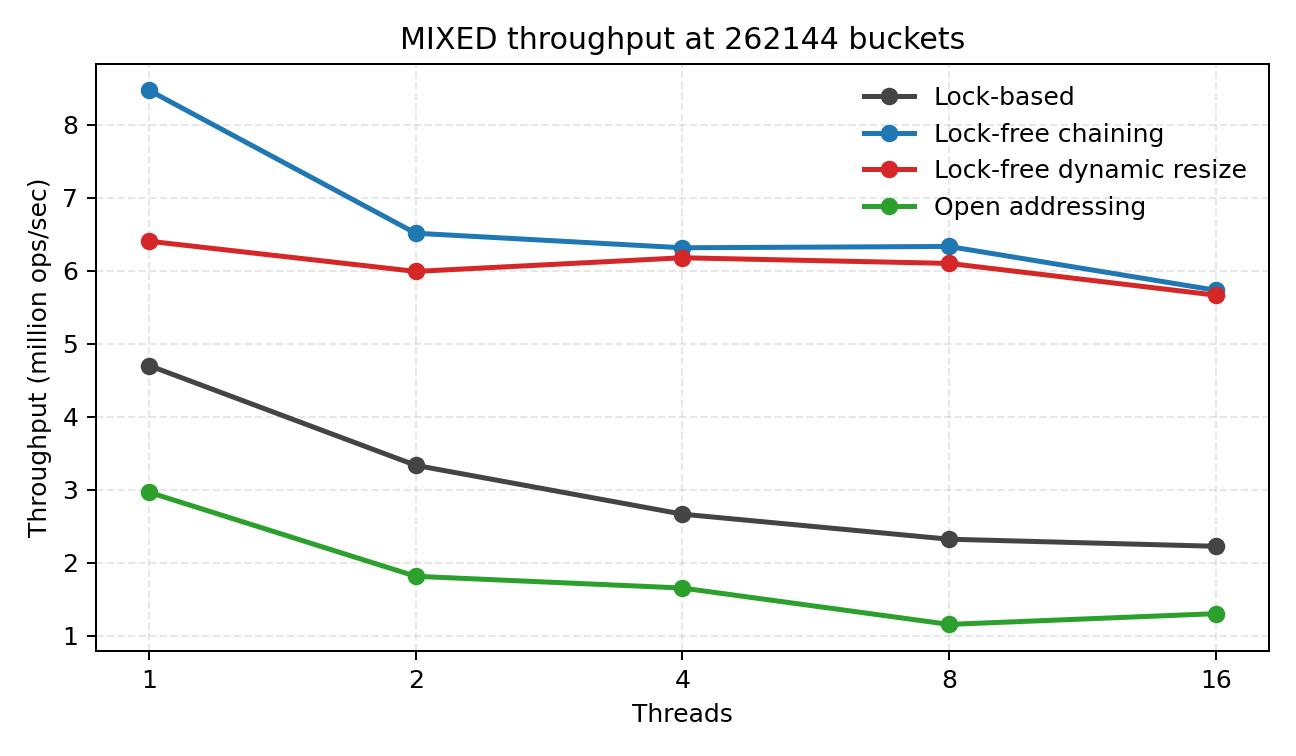 MIXED throughput at 262144 buckets
Throughput (million ops/sec)
8
7
6
5
4
3
2
1
Lock-based
Lock-free chaining
Lock-free dynamic resize
Open addressing
1 2 4 8 16
Threads